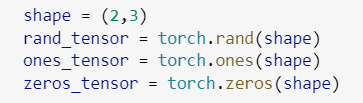 shape = (2,3)
rand_tensor = torch.rand(shape)
ones_tensor = torch.ones(shape)
zeros_tensor = torch.zeros(shape)